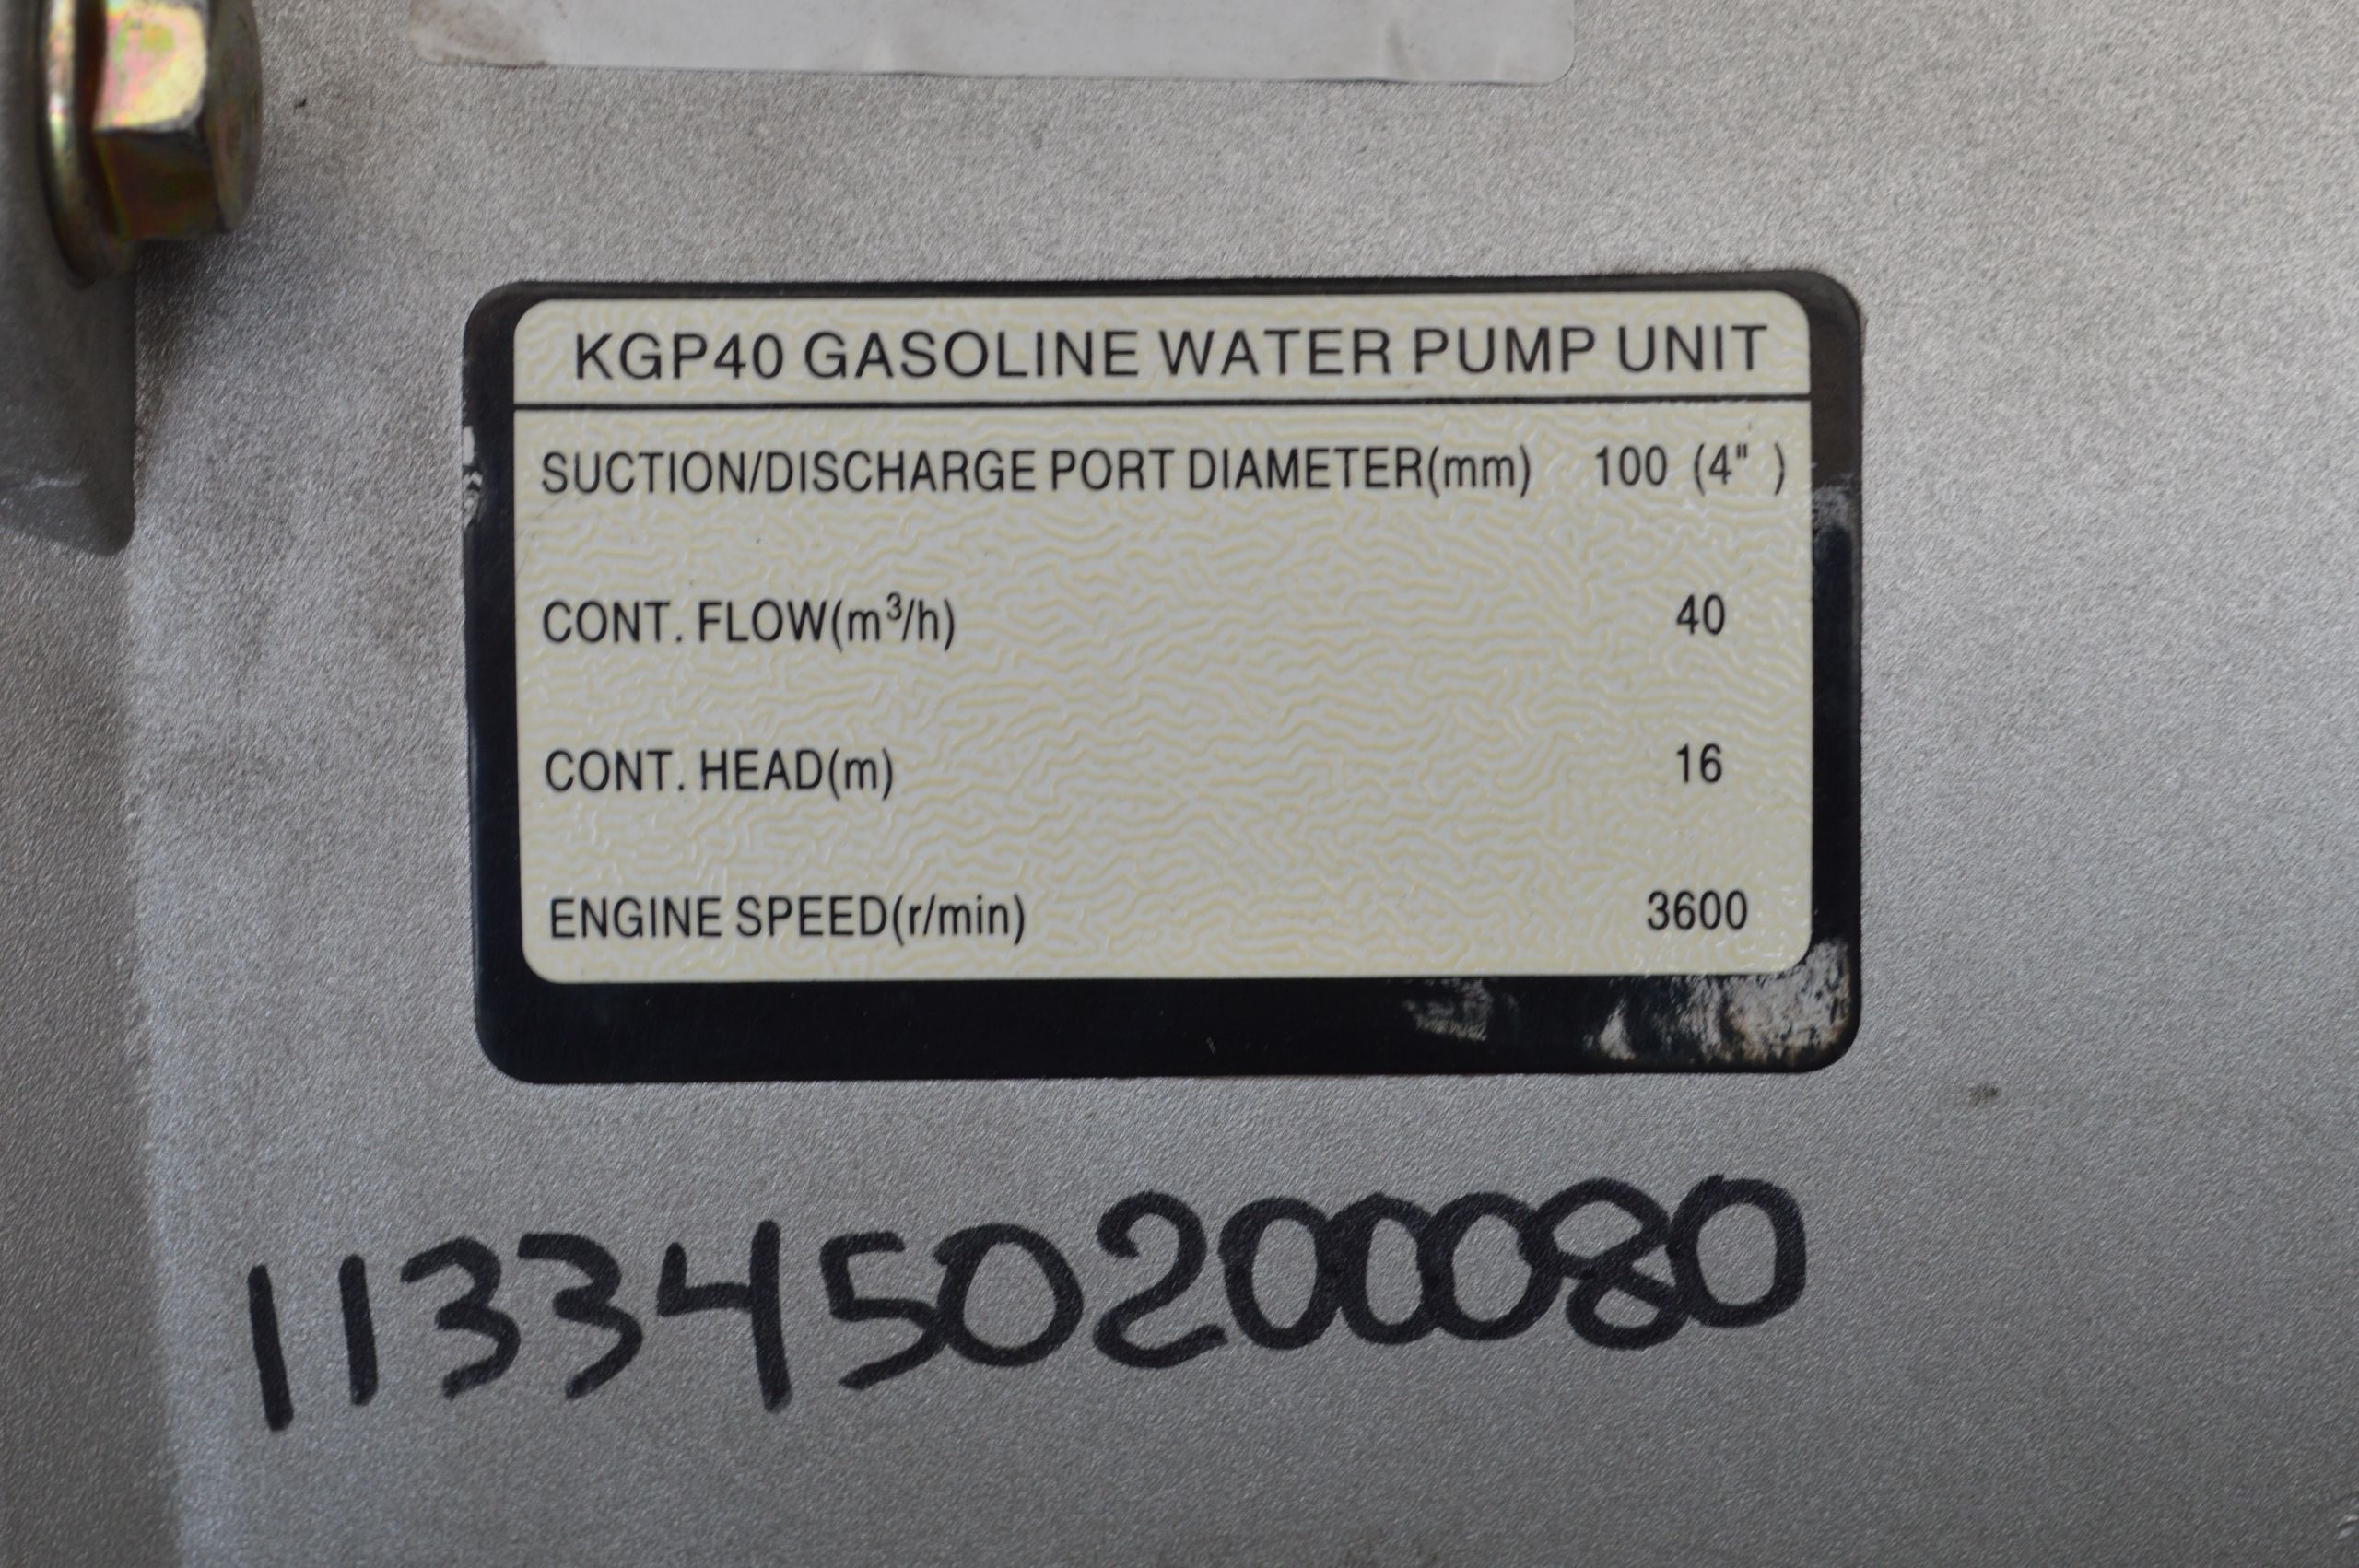 KGP40 GASOLINE WATER PUMP UNIT
SUCTION/DISCHARGE PORT DIAMETER(mm) 100 (4" )
CONT. FLOW(m³/h) 40
CONT. HEAD(m) 16
ENGINE SPEED(r/min) 3600
1133450200080